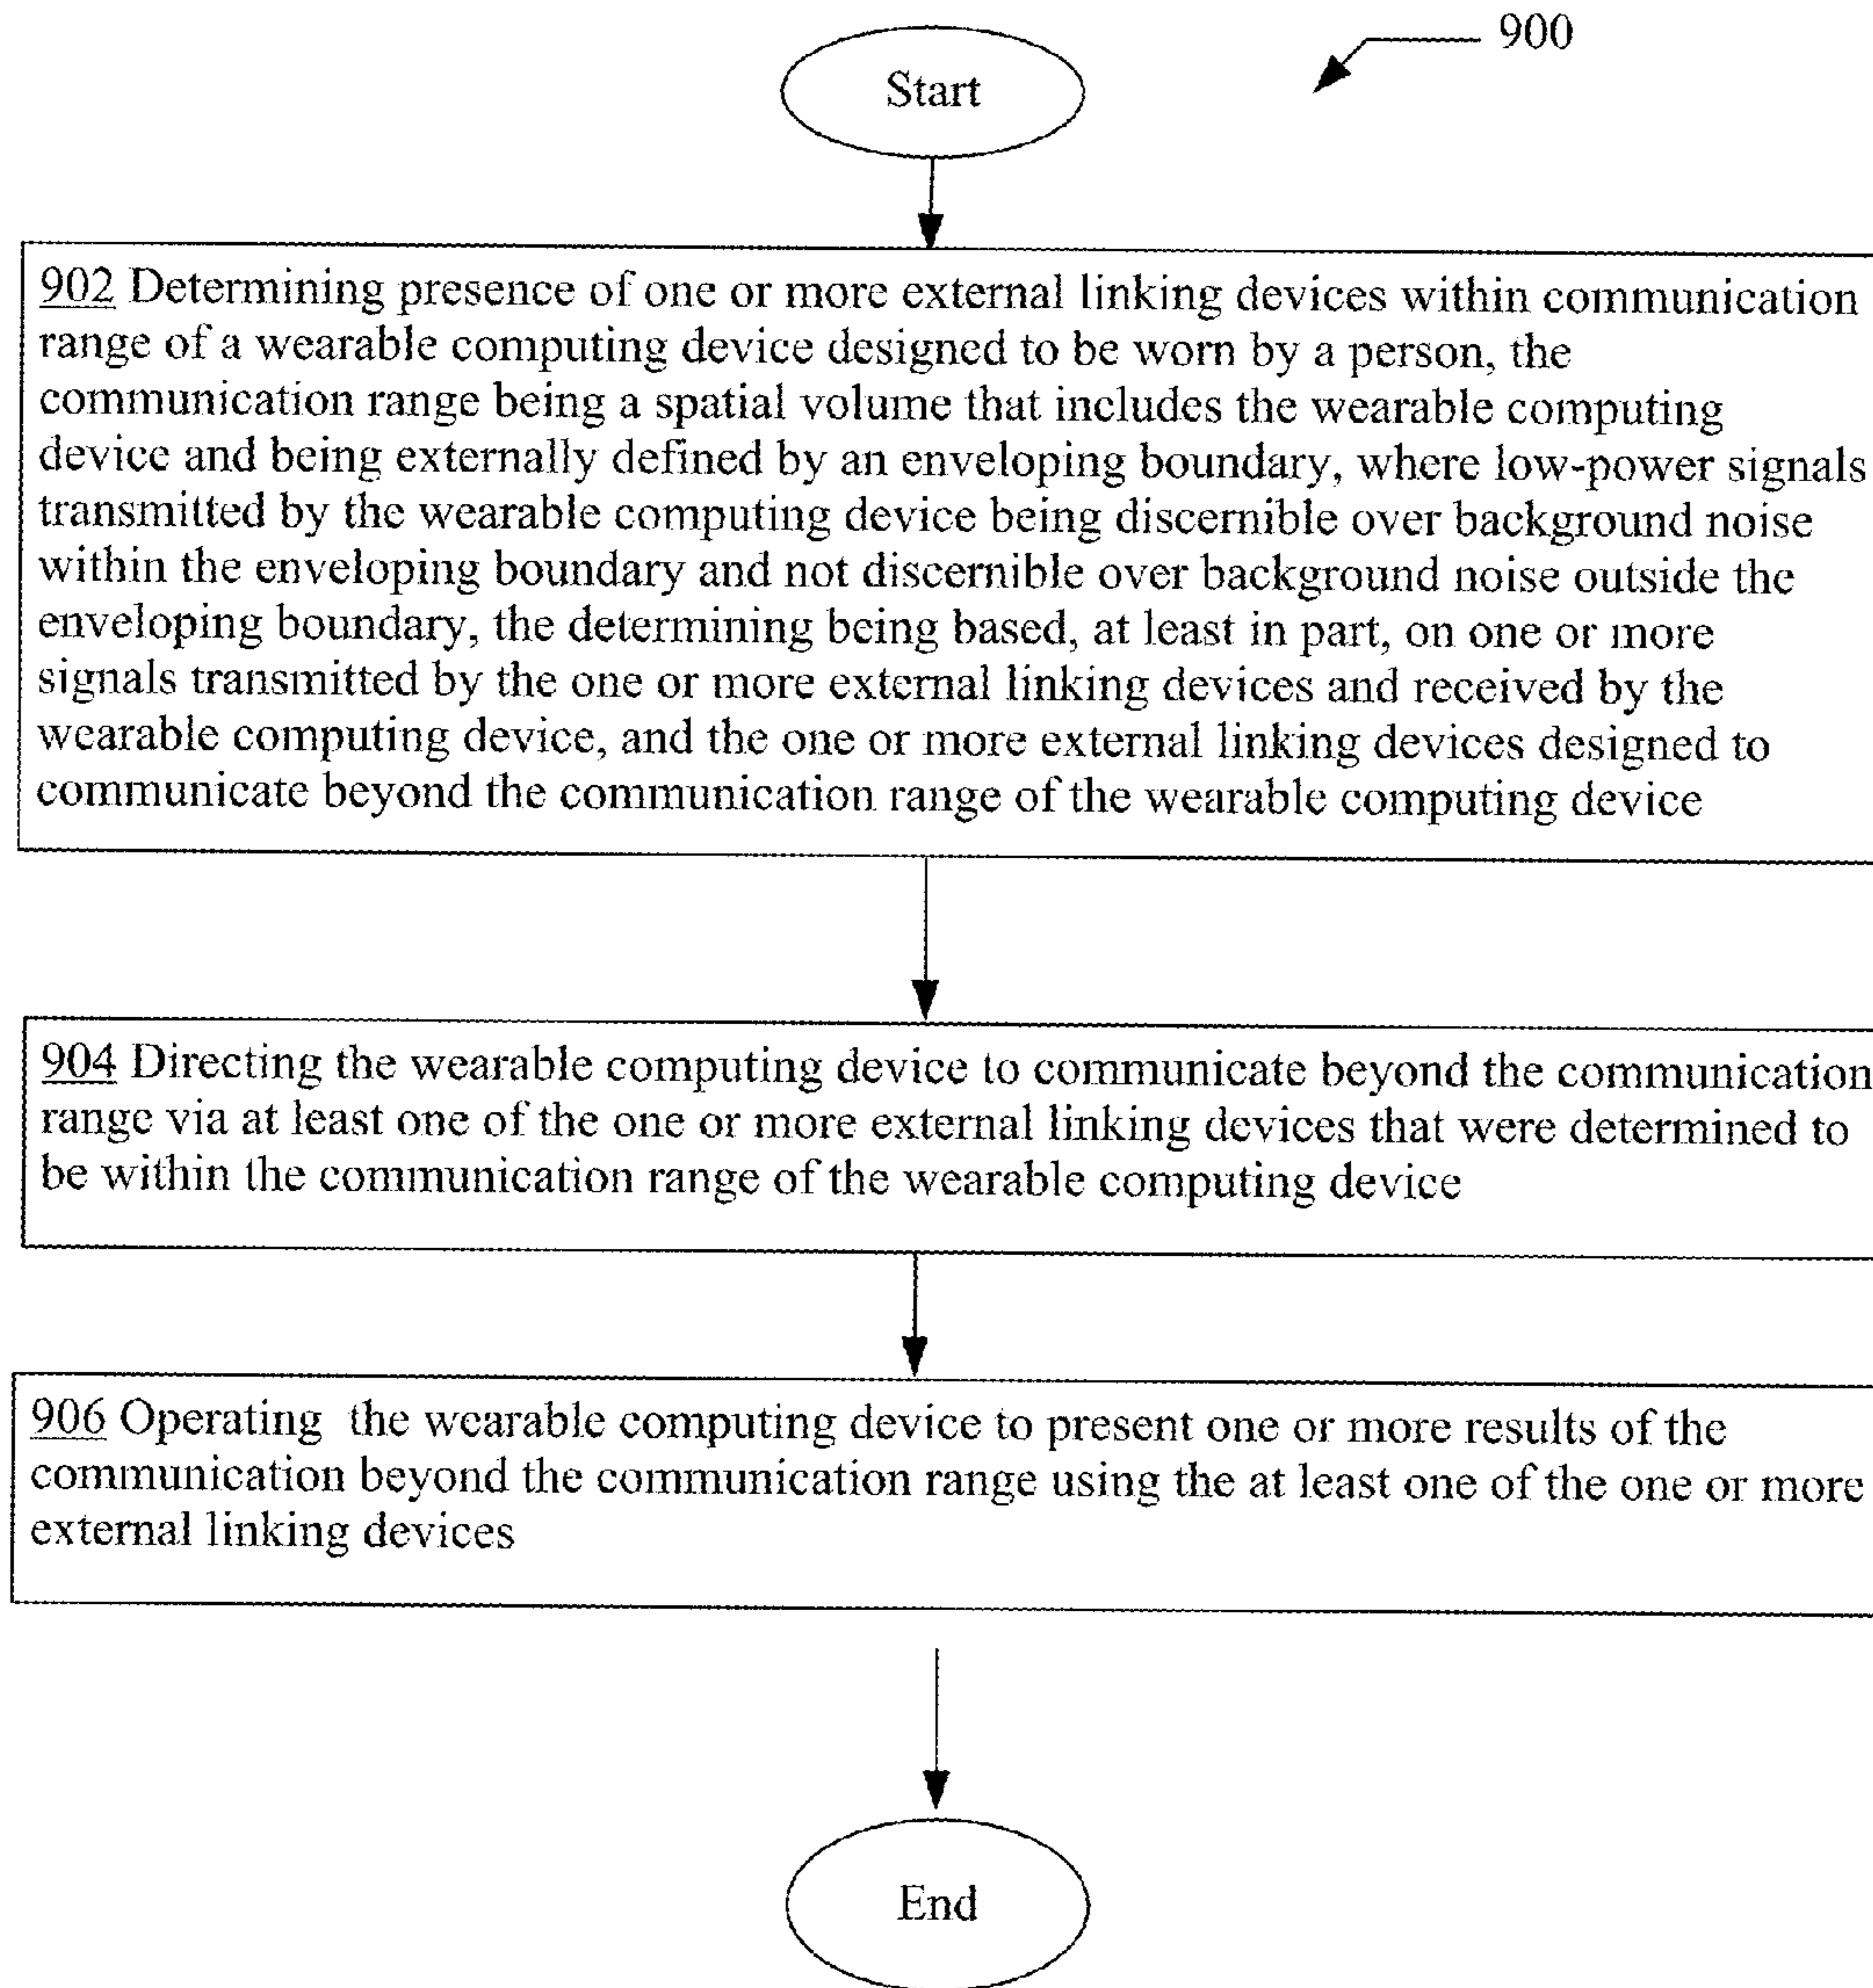 900
Start
902 Determining presence of one or more external linking devices within communication
range of a wearable computing device designed to be worn by a person, the
communication range being a spatial volume that includes the wearable computing
device and being externally defined by an enveloping boundary, where low-power signals
transmitted by the wearable computing device being discernible over background noise
within the enveloping boundary and not discernible over background noise outside the
enveloping boundary, the determining being based, at least in part, on one or more
signals transmitted by the one or more external linking devices and received by the
wearable computing device, and the one or more external linking devices designed to
communicate beyond the communication range of the wearable computing device
904 Directing the wearable computing device to communicate beyond the communication
range via at least one of the one or more external linking devices that were determined to
be within the communication range of the wearable computing device
906 Operating the wearable computing device to present one or more results of the
communication beyond the communication range using the at least one of the one or more
external linking devices
End